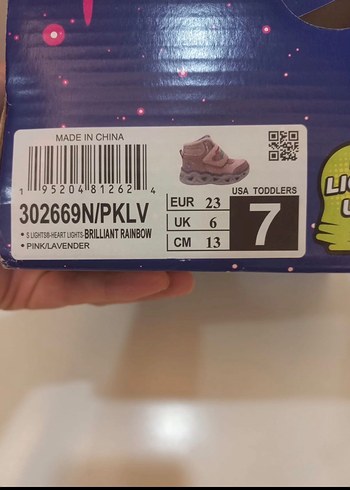 MADE IN CHINA
1 95204 81262 4
302669N/PKLV
• S LIGHTS®-HEART LIGHTS-BRILLIANT RAINBOW
• PINK/LAVENDER
EUR 23
UK 6
CM 13
USA TODDLERS
7